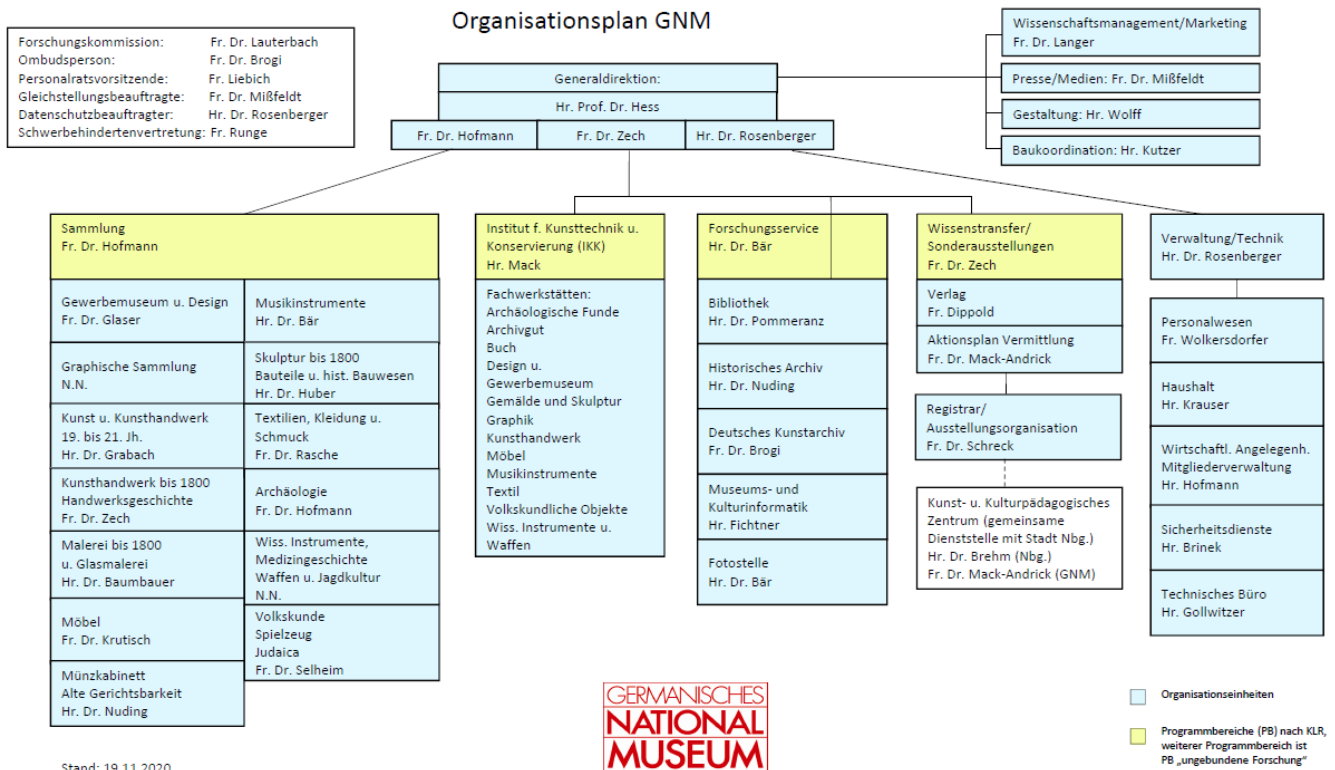 Organisationsplan GNM
Forschungskommission: Fr. Dr. Lauterbach
Ombudsperson: Fr. Dr. Brogi
Personalratsvorsitzende: Fr. Liebich
Gleichstellungsbeauftragte: Fr. Dr. Mißfeldt
Datenschutzbeauftragter: Hr. Dr. Rosenberger
Schwerbehindertenvertretung: Fr. Runge
Generaldirektion:
Hr. Prof. Dr. Hess
Fr. Dr. Hofmann
Fr. Dr. Zech
Hr. Dr. Rosenberger
Wissenschaftsmanagement/Marketing
Fr. Dr. Langer
Presse/Medien: Fr. Dr. Mißfeldt
Gestaltung: Hr. Wolff
Baukoordination: Hr. Kutzer
Sammlung
Fr. Dr. Hofmann
Gewerbemuseum u. Design
Fr. Dr. Glaser
Graphische Sammlung
N.N.
Kunst u. Kunsthandwerk
19. bis 21. Jh.
Hr. Dr. Grabach
Kunsthandwerk bis 1800
Handwerksgeschichte
Fr. Dr. Zech
Malerei bis 1800
u. Glasmalerei
Hr. Dr. Baumbauer
Möbel
Fr. Dr. Krutisch
Münzkabinett
Alte Gerichtsbarkeit
Hr. Dr. Nuding
Musikinstrumente
Hr. Dr. Bär
Skulptur bis 1800
Bauteile u. hist. Bauwesen
Hr. Dr. Huber
Textilien, Kleidung u.
Schmuck
Fr. Dr. Rasche
Archäologie
Fr. Dr. Hofmann
Wiss. Instrumente,
Medizingeschichte
Waffen u. Jagdkultur
N.N.
Volkskunde
Spielzeug
Judaica
Fr. Dr. Selheim
Institut f. Kunsttechnik u.
Konservierung (IKK)
Hr. Mack
Fachwerkstätten:
Archäologische Funde
Archivgut
Buch
Design u.
Gewerbemuseum
Gemälde und Skulptur
Graphik
Kunsthandwerk
Möbel
Musikinstrumente
Textil
Volkskundliche Objekte
Wiss. Instrumente u.
Waffen
Forschungsservice
Hr. Dr. Bär
Bibliothek
Hr. Dr. Pommeranz
Historisches Archiv
Hr. Dr. Nuding
Deutsches Kunstarchiv
Fr. Dr. Brogi
Museums- und
Kulturinformatik
Hr. Fichtner
Fotostelle
Hr. Dr. Bär
Wissenstransfer/
Sonderausstellungen
Fr. Dr. Zech
Verlag
Fr. Dippold
Aktionsplan Vermittlung
Fr. Dr. Mack-Andrick
Registrar/
Ausstellungsorganisation
Fr. Dr. Schreck
Kunst- u. Kulturpädagogisches
Zentrum (gemeinsame
Dienststelle mit Stadt Nbg.)
Hr. Dr. Brehm (Nbg.)
Fr. Dr. Mack-Andrick (GNM)
Verwaltung/Technik
Hr. Dr. Rosenberger
Personalwesen
Fr. Wolkersdorfer
Haushalt
Hr. Krauser
Wirtschaftl. Angelegenh.
Mitgliederverwaltung
Hr. Hofmann
Sicherheitsdienste
Hr. Brinek
Technisches Büro
Hr. Gollwitzer
GERMANISCHES
NATIONAL
MUSEUM
Organisationseinheiten
Programmbereiche (PB) nach KLR,
weiterer Programmbereich ist
PB „ungebundene Forschung"
Stand: 19.11.2020